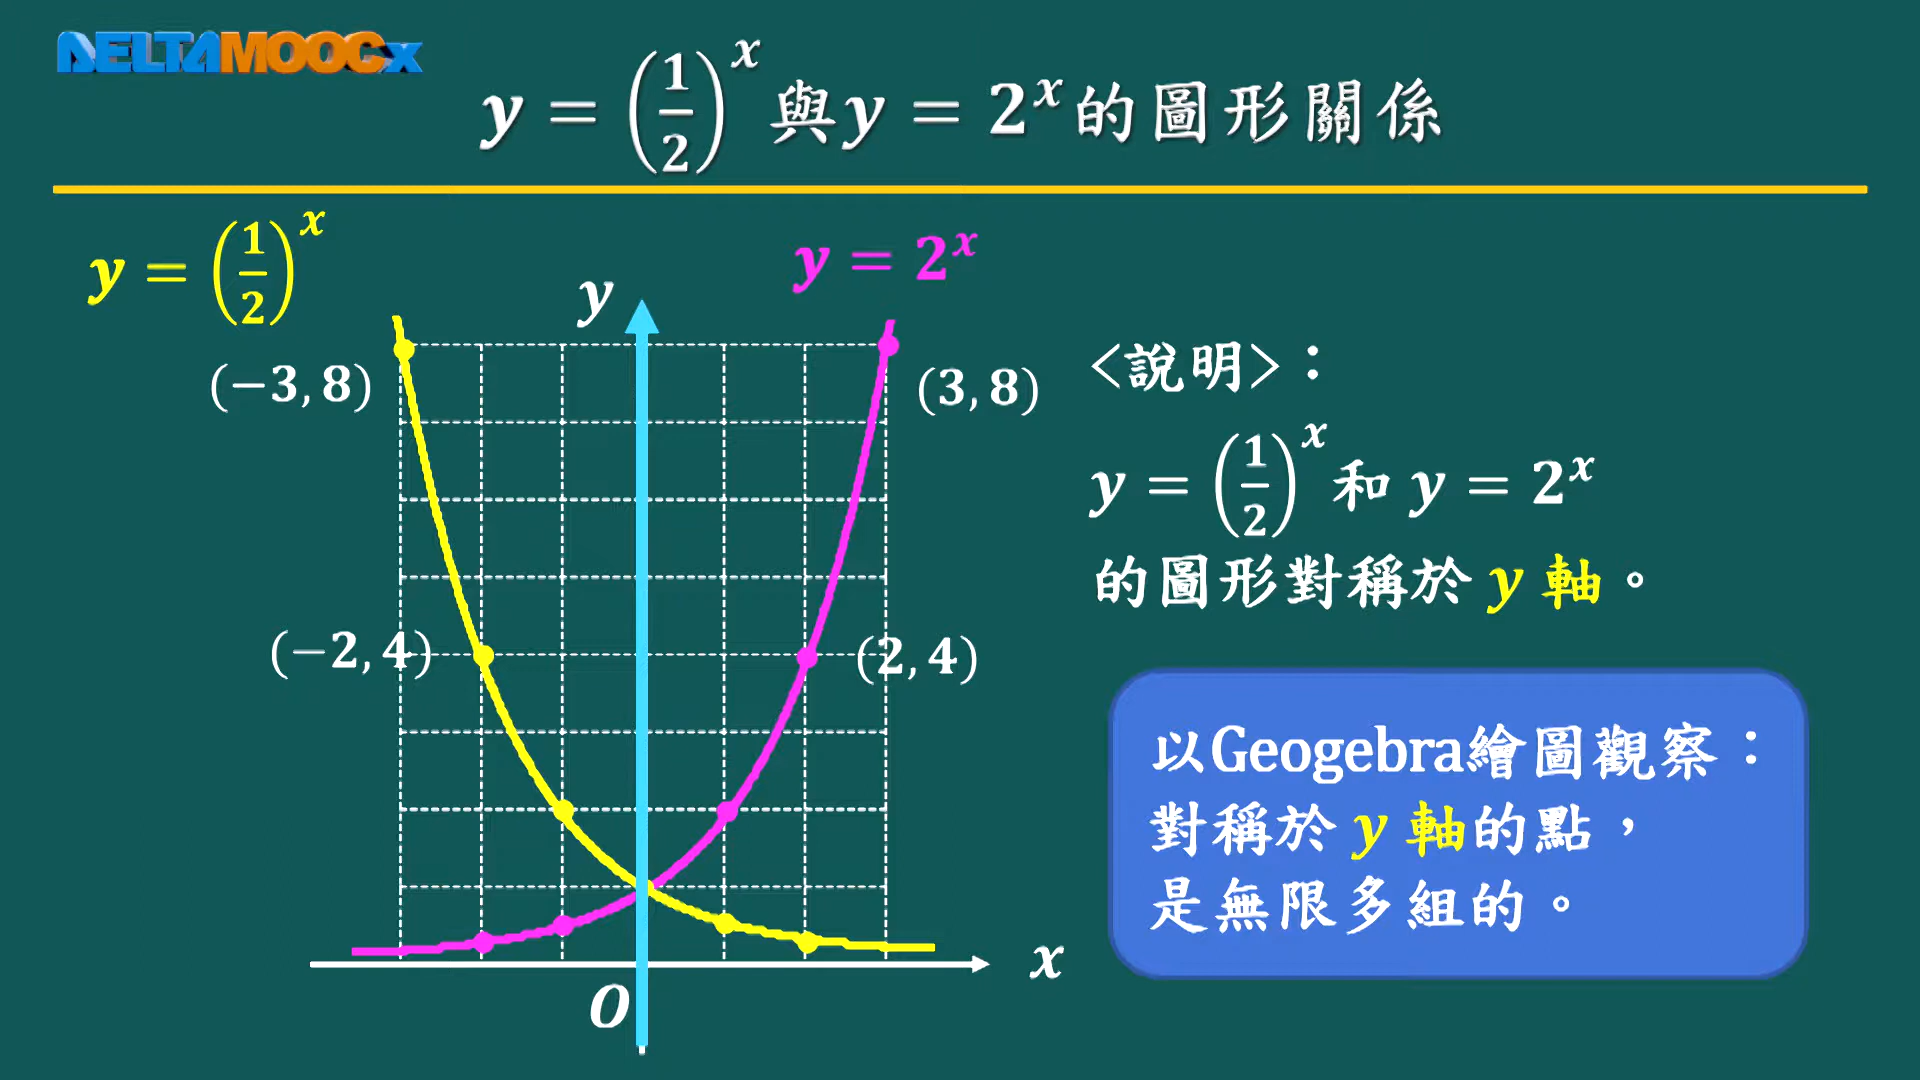 DELTAMOOCx
y = (1/2)^x 與 y = 2^x 的圖形關係
y = (1/2)^x
y = 2^x
y
(−3, 8)
(3, 8)
(−2, 4)
(2, 4)
x
O
<說明>：
y = (1/2)^x 和 y = 2^x
的圖形對稱於 y 軸。
以Geogebra繪圖觀察：
對稱於 y 軸的點，
是無限多組的。